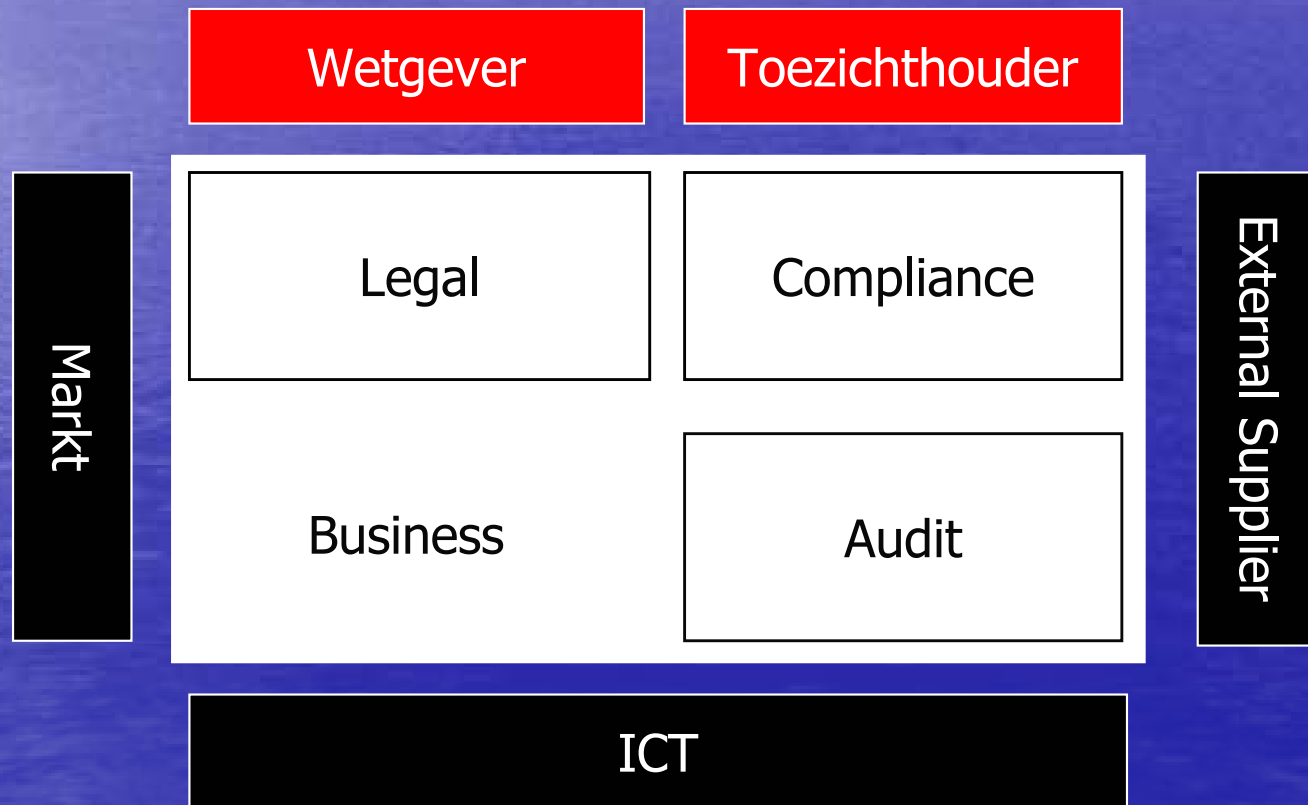 Wetgever
Toezichthouder
Legal
Compliance
Markt
External Supplier
Business
Audit
ICT